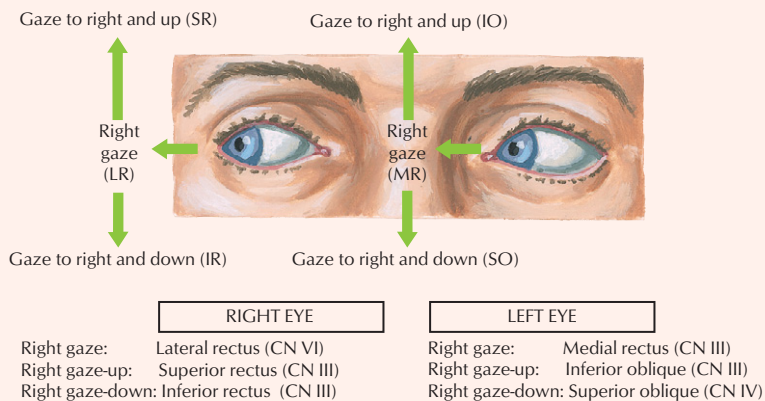 Gaze to right and up (SR)
Gaze to right and up (IO)
Right
gaze
(LR)
Right
gaze
(MR)
Gaze to right and down (IR)
Gaze to right and down (SO)
RIGHT EYE
Right gaze: Lateral rectus (CN VI)
Right gaze-up: Superior rectus (CN III)
Right gaze-down: Inferior rectus (CN III)
LEFT EYE
Right gaze: Medial rectus (CN III)
Right gaze-up: Inferior oblique (CN III)
Right gaze-down: Superior oblique (CN IV)